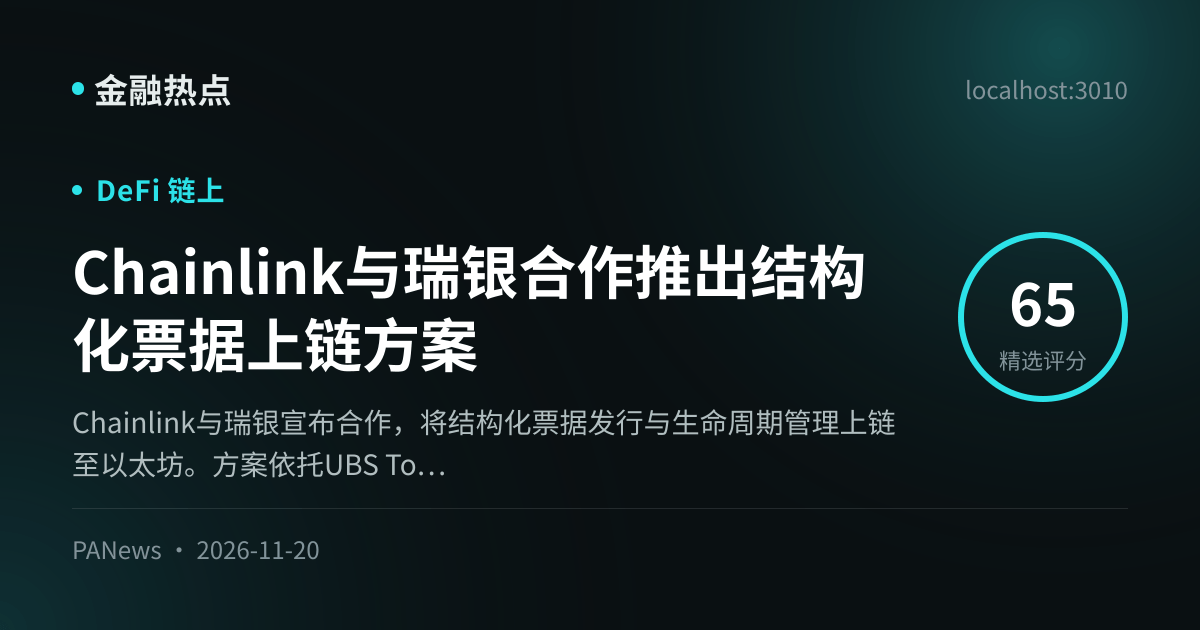 金融热点
localhost:3010
DeFi 链上
Chainlink与瑞银合作推出结构
化票据上链方案
65
精选评分
Chainlink与瑞银宣布合作，将结构化票据发行与生命周期管理上链
至以太坊。方案依托UBS To…
PANews · 2026-11-20